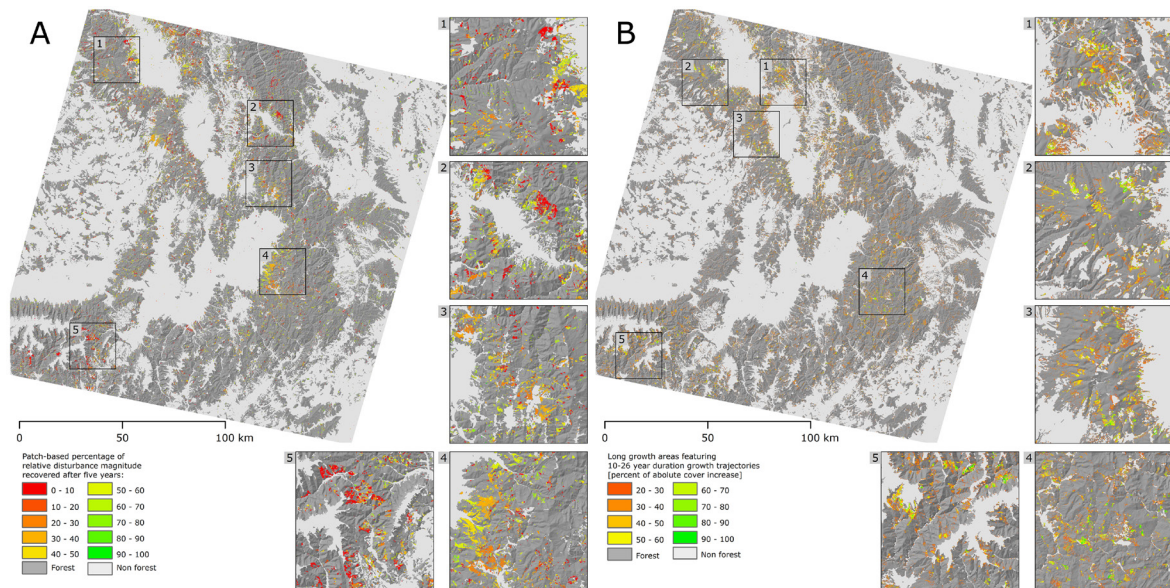 A
1
2
3
4
5
0 50 100 km
Patch-based percentage of
relative disturbance magnitude
recovered after five years:
0 - 10 50 - 60
10 - 20 60 - 70
20 - 30 70 - 80
30 - 40 80 - 90
40 - 50 90 - 100
Forest Non forest
1
2
3
5 4
B
2 1
3
4
5
0 50 100 km
Long growth areas featuring
10-26 year duration growth trajectories
[percent of abolute cover increase]
20 - 30 60 - 70
30 - 40 70 - 80
40 - 50 80 - 90
50 - 60 90 - 100
Forest Non forest
1
2
3
5 4